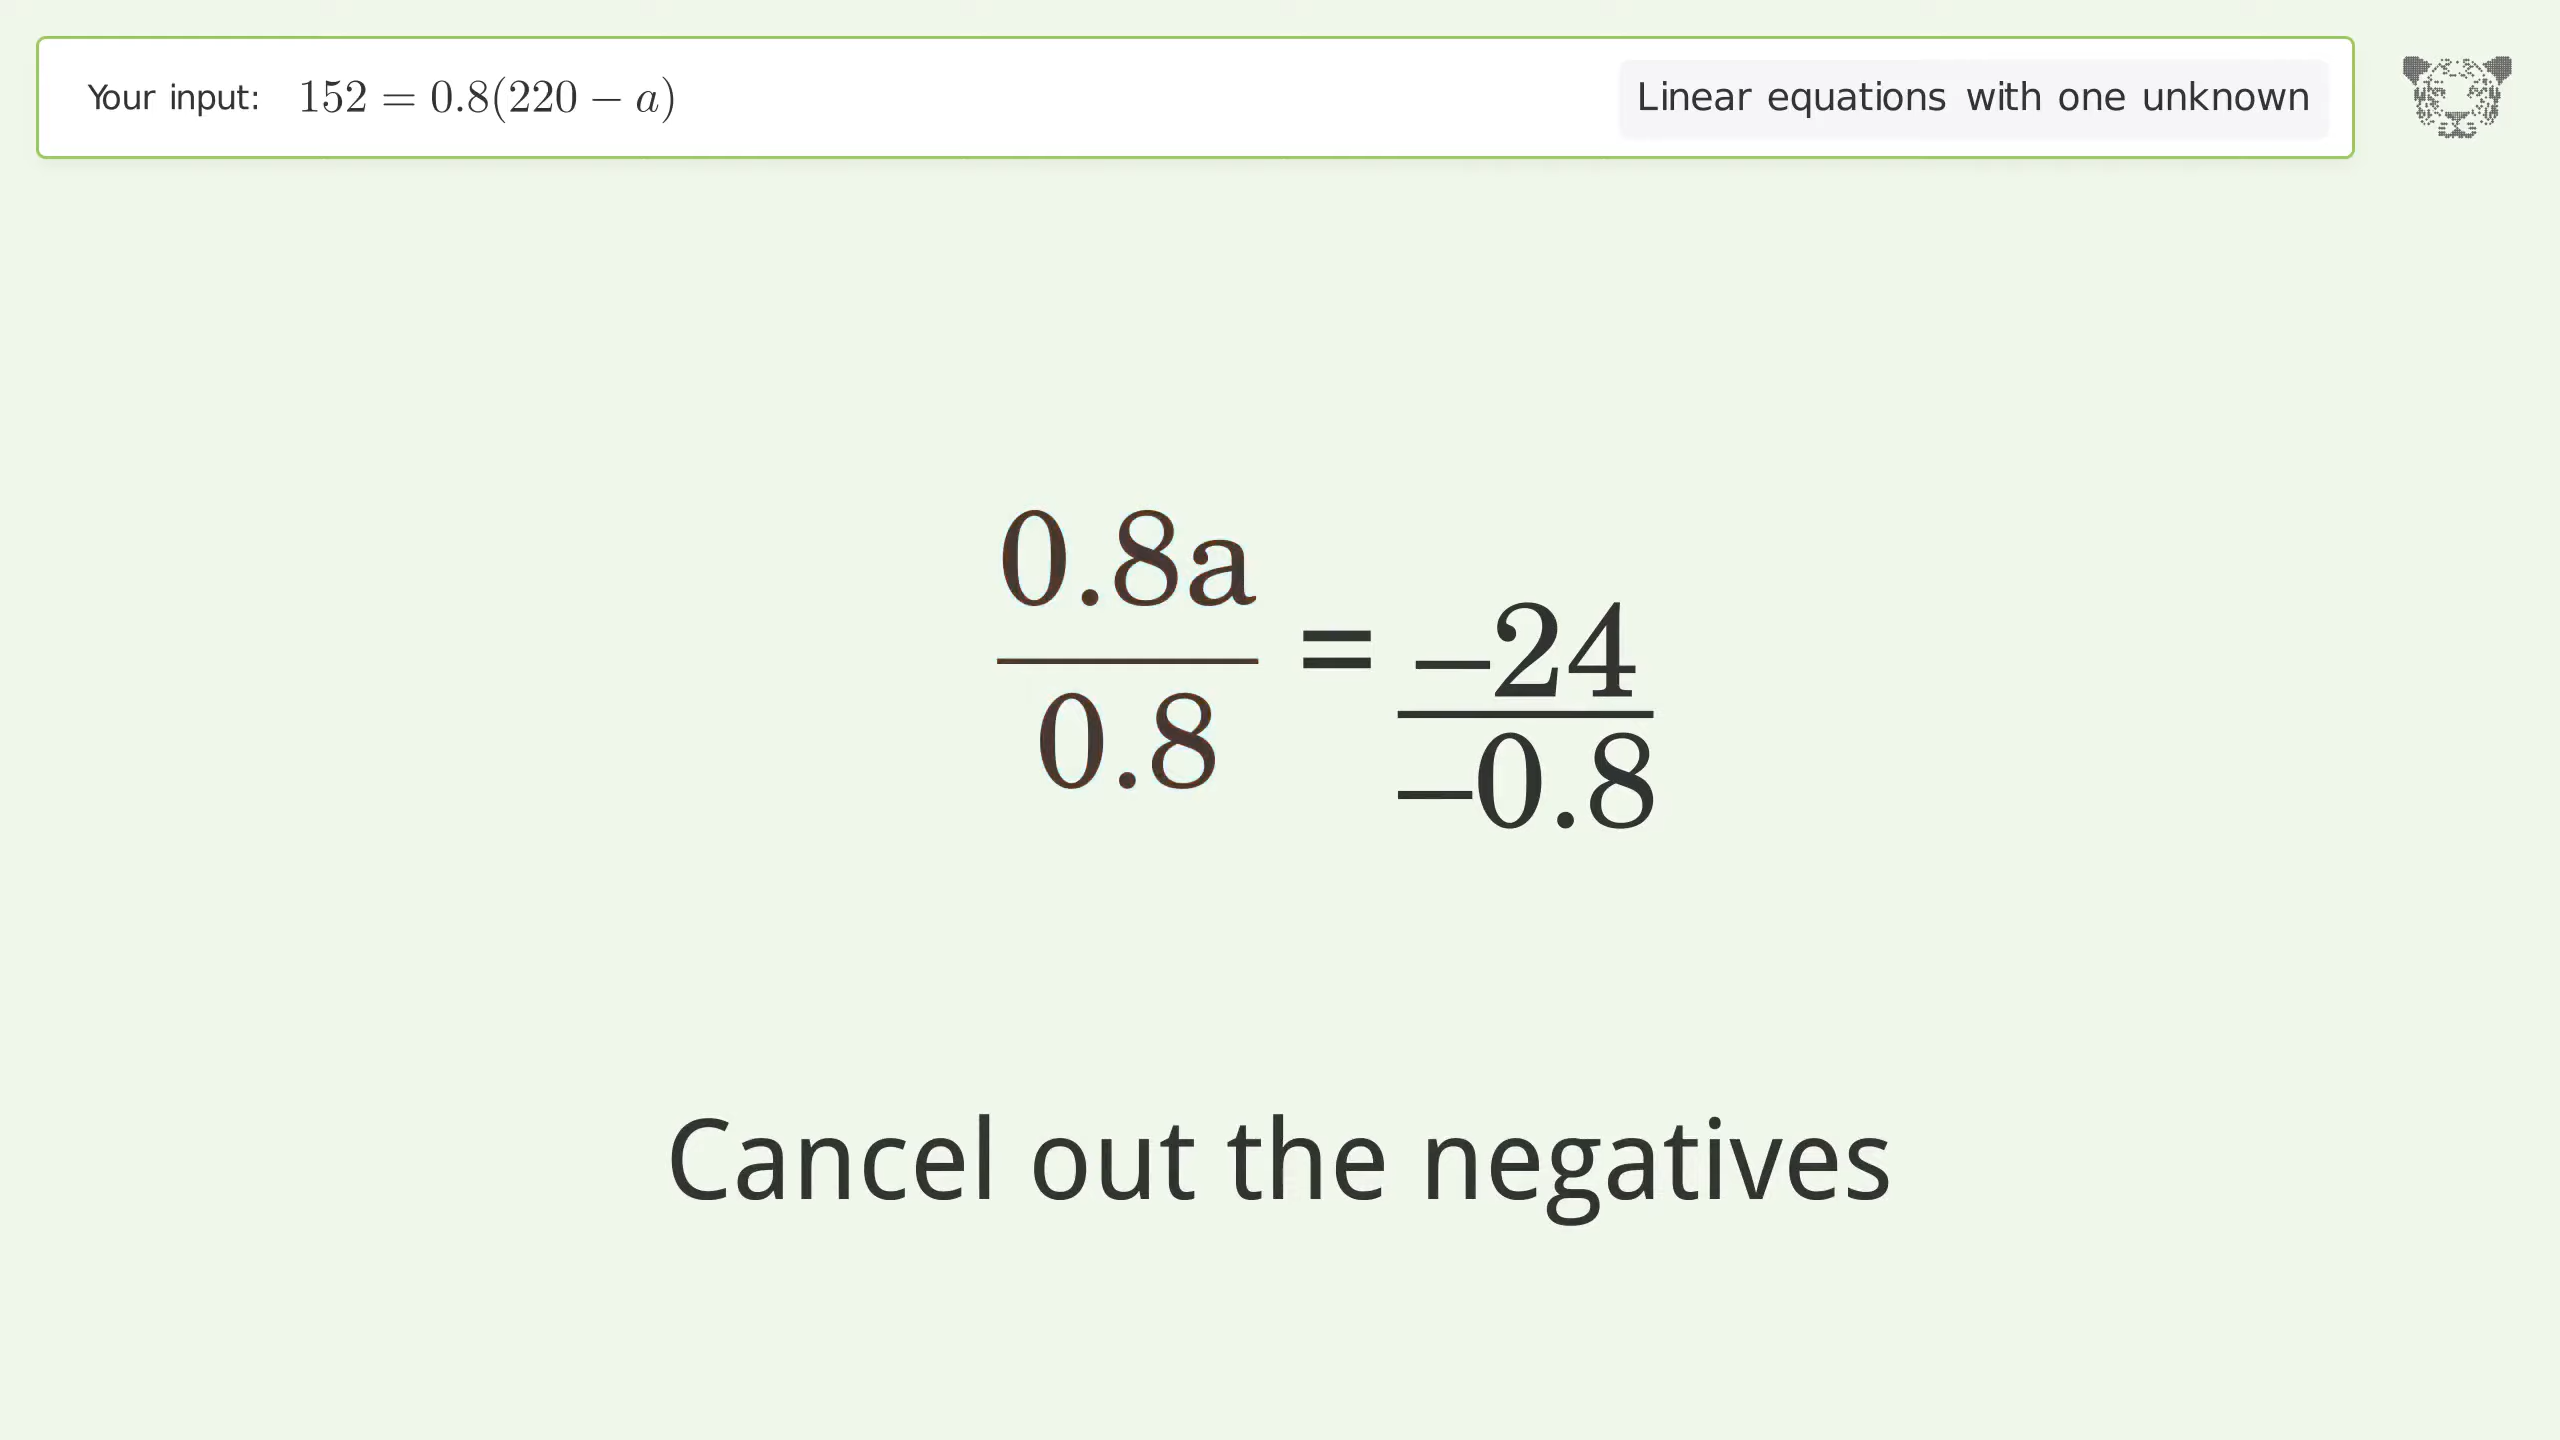 Your input: 152 = 0.8(220 − a)
Linear equations with one unknown
0.8a/0.8 = −24/−0.8
Cancel out the negatives